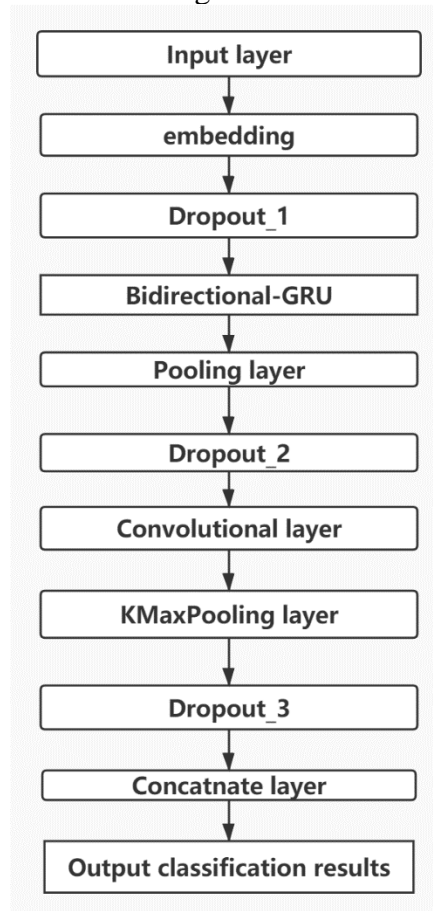 Input layer
embedding
Dropout_1
Bidirectional-GRU
Pooling layer
Dropout_2
Convolutional layer
KMaxPooling layer
Dropout_3
Concatnate layer
Output classification results